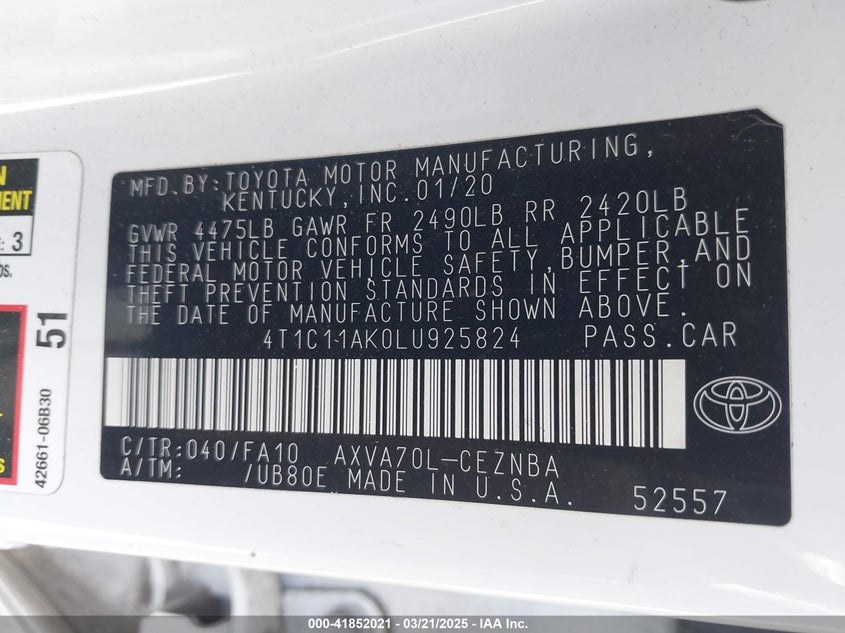 N
MENT
: 3
os.
S
51
42661-06B30
MFD.BY:TOYOTA MOTOR MANUFACTURING,
KENTUCKY,INC.01/20
GVWR 4475LB GAWR FR 2490LB RR 2420LB
THIS VEHICLE CONFORMS TO ALL APPLICABLE
FEDERAL MOTOR VEHICLE SAFETY,BUMPER,AND
THEFT PREVENTION STANDARDS IN EFFECT ON
THE DATE OF MANUFACTURE SHOWN ABOVE.
4T1C11AK0LU925824 PASS.CAR
C/TR:040/FA10 AXVA70L-CEZNBA
A/TM: /UB80E MADE IN U.S.A.
52557
000-41852021 - 03/21/2025 - IAA Inc.